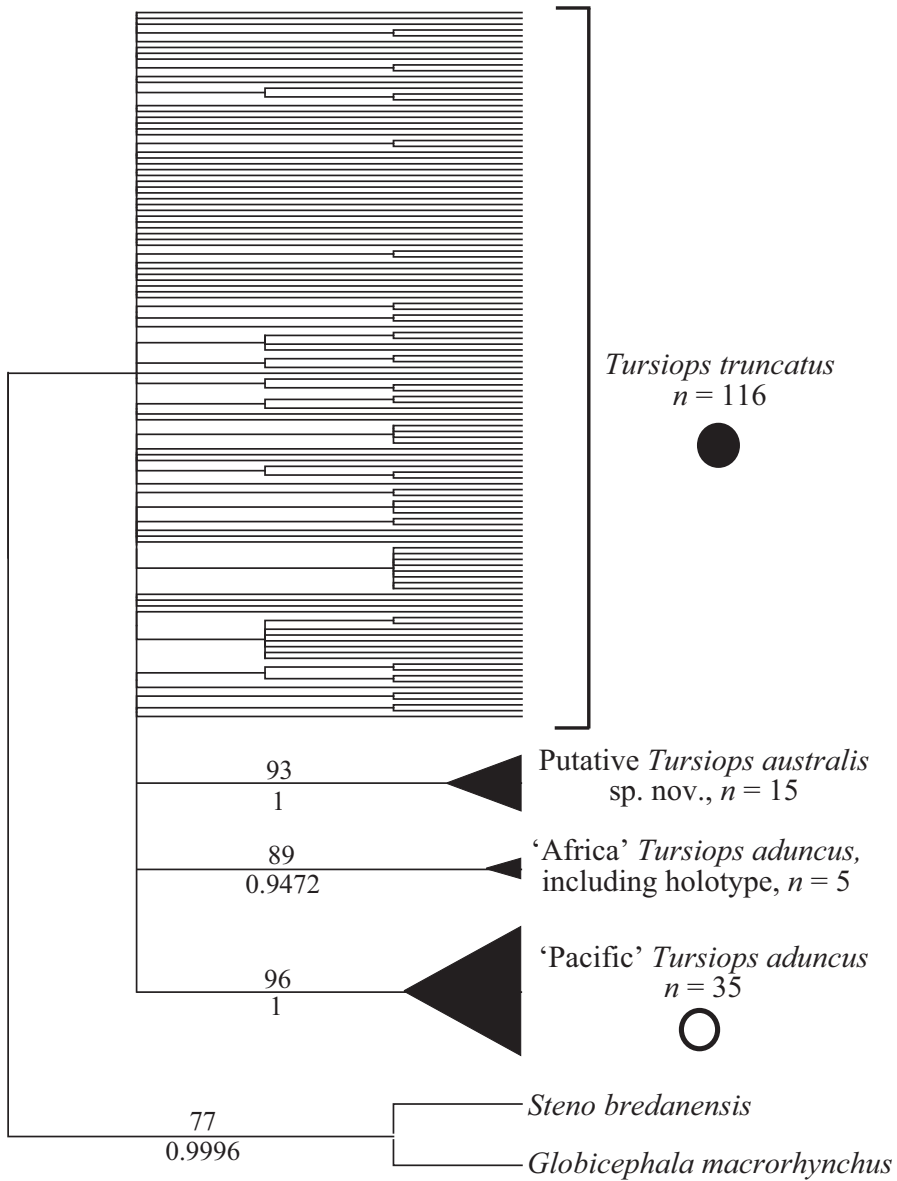 Tursiops truncatus
n = 116
93
1
Putative Tursiops australis
sp. nov., n = 15
89
0.9472
‘Africa’ Tursiops aduncus,
including holotype, n = 5
96
1
‘Pacific’ Tursiops aduncus
n = 35
77
0.9996
Steno bredanensis
Globicephala macrorhynchus